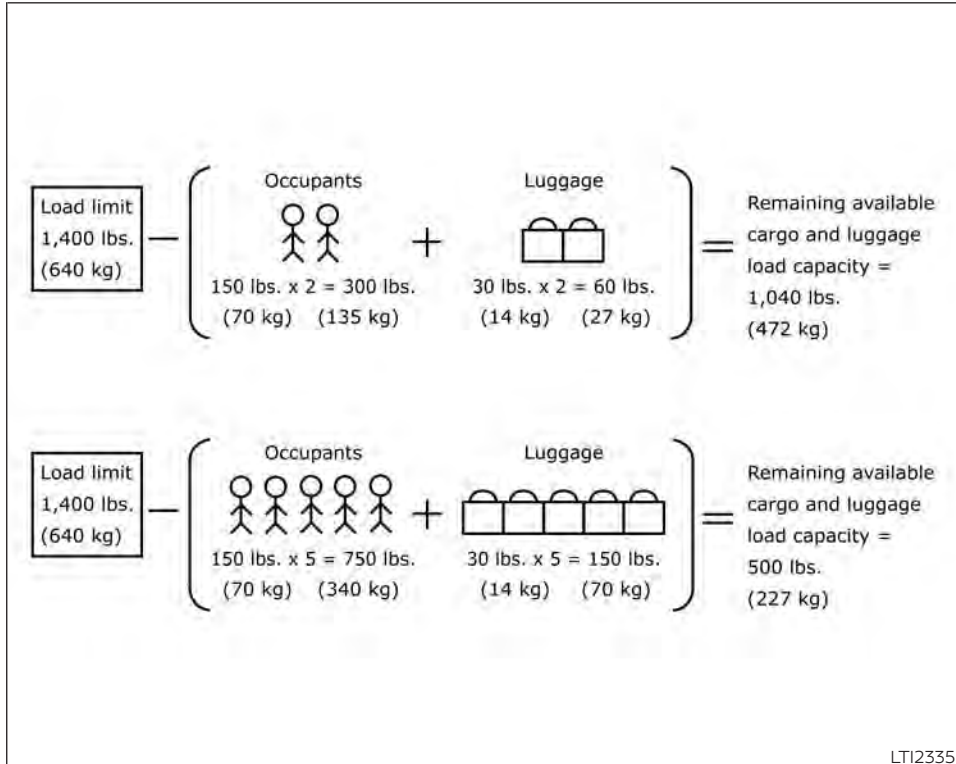 Occupants
Luggage
Load limit
1,400 lbs.
(640 kg)
150 lbs. x 2 = 300 lbs.
(70 kg) (135 kg)
30 lbs. x 2 = 60 lbs.
(14 kg) (27 kg)
Remaining available
cargo and luggage
load capacity =
1,040 lbs.
(472 kg)
Occupants
Luggage
Load limit
1,400 lbs.
(640 kg)
150 lbs. x 5 = 750 lbs.
(70 kg) (340 kg)
30 lbs. x 5 = 150 lbs.
(14 kg) (70 kg)
Remaining available
cargo and luggage
load capacity =
500 lbs.
(227 kg)
LTI2335